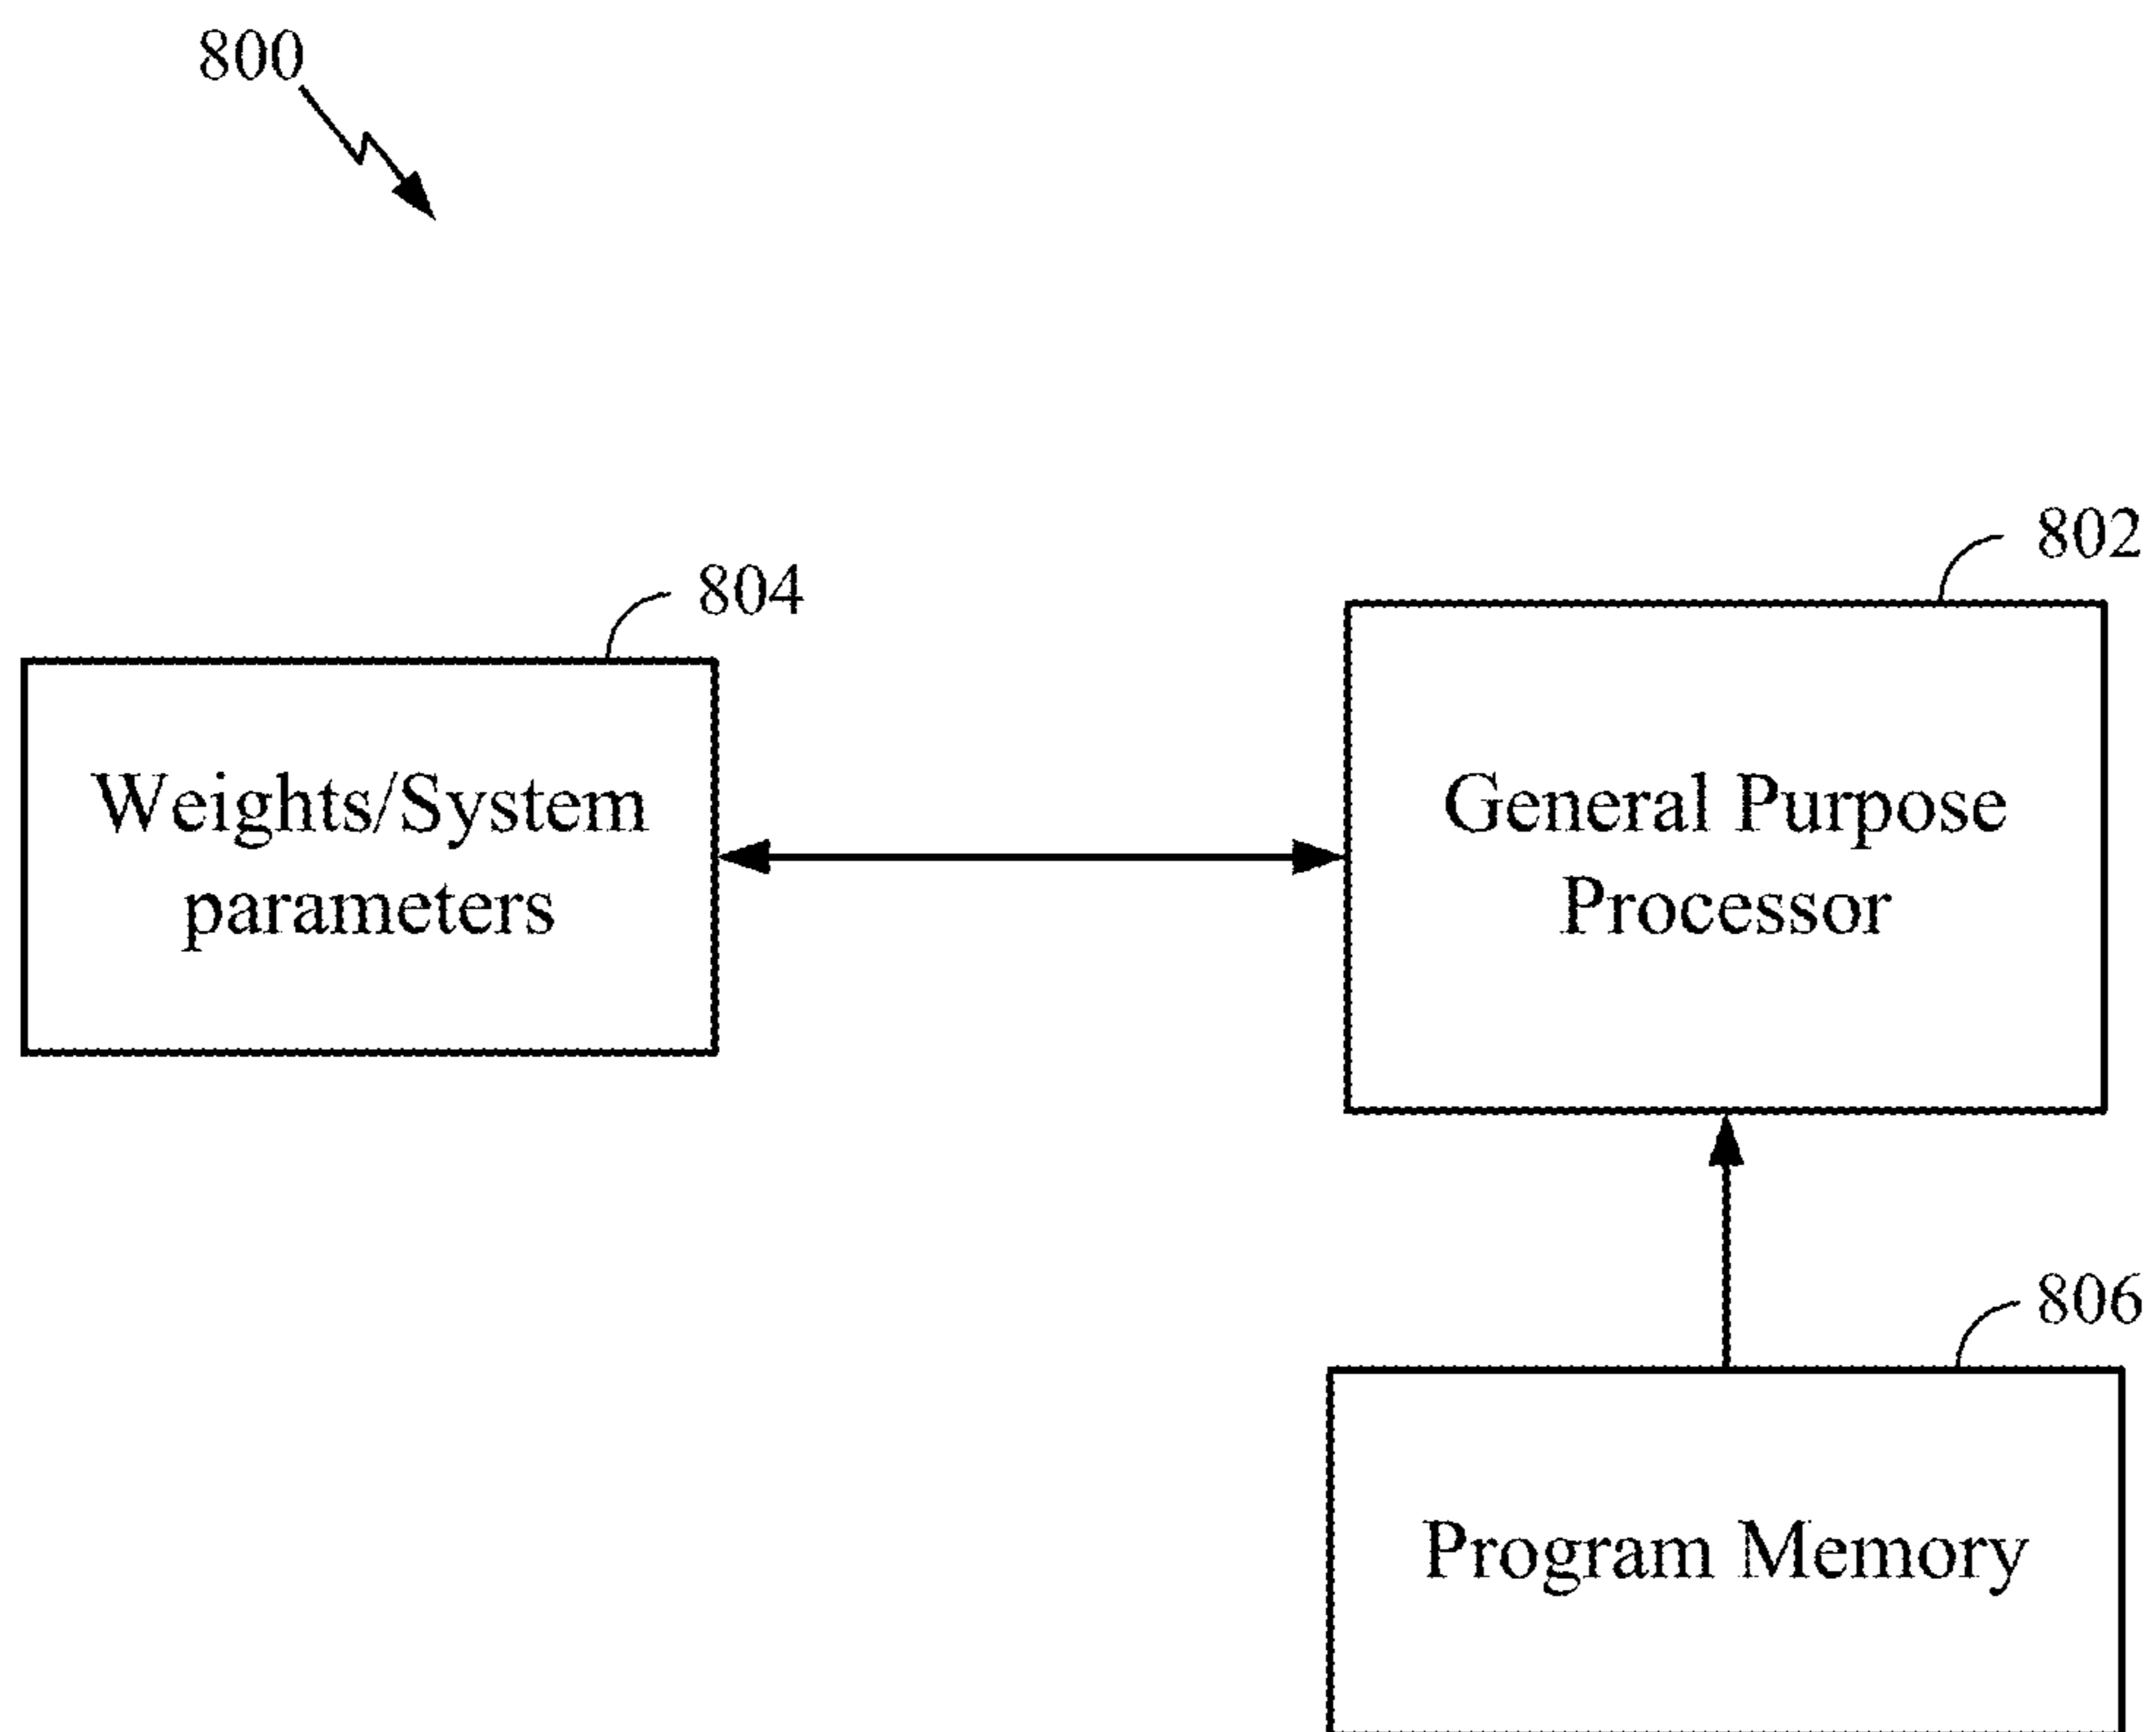 800
802
804
Weights/System
parameters
General Purpose
Processor
806
Program Memory